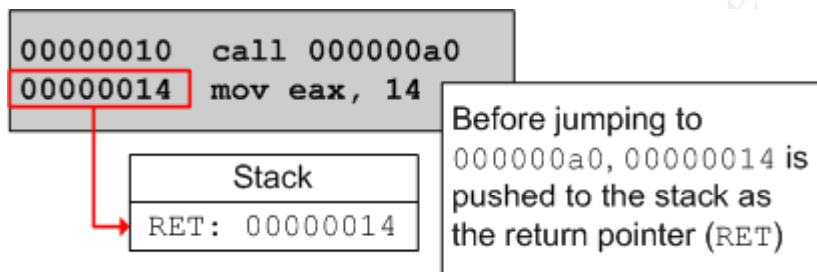 00000010 call 000000a0
00000014 mov eax, 14
Before jumping to
000000a0, 00000014 is
pushed to the stack as
the return pointer (RET)
Stack
RET: 00000014